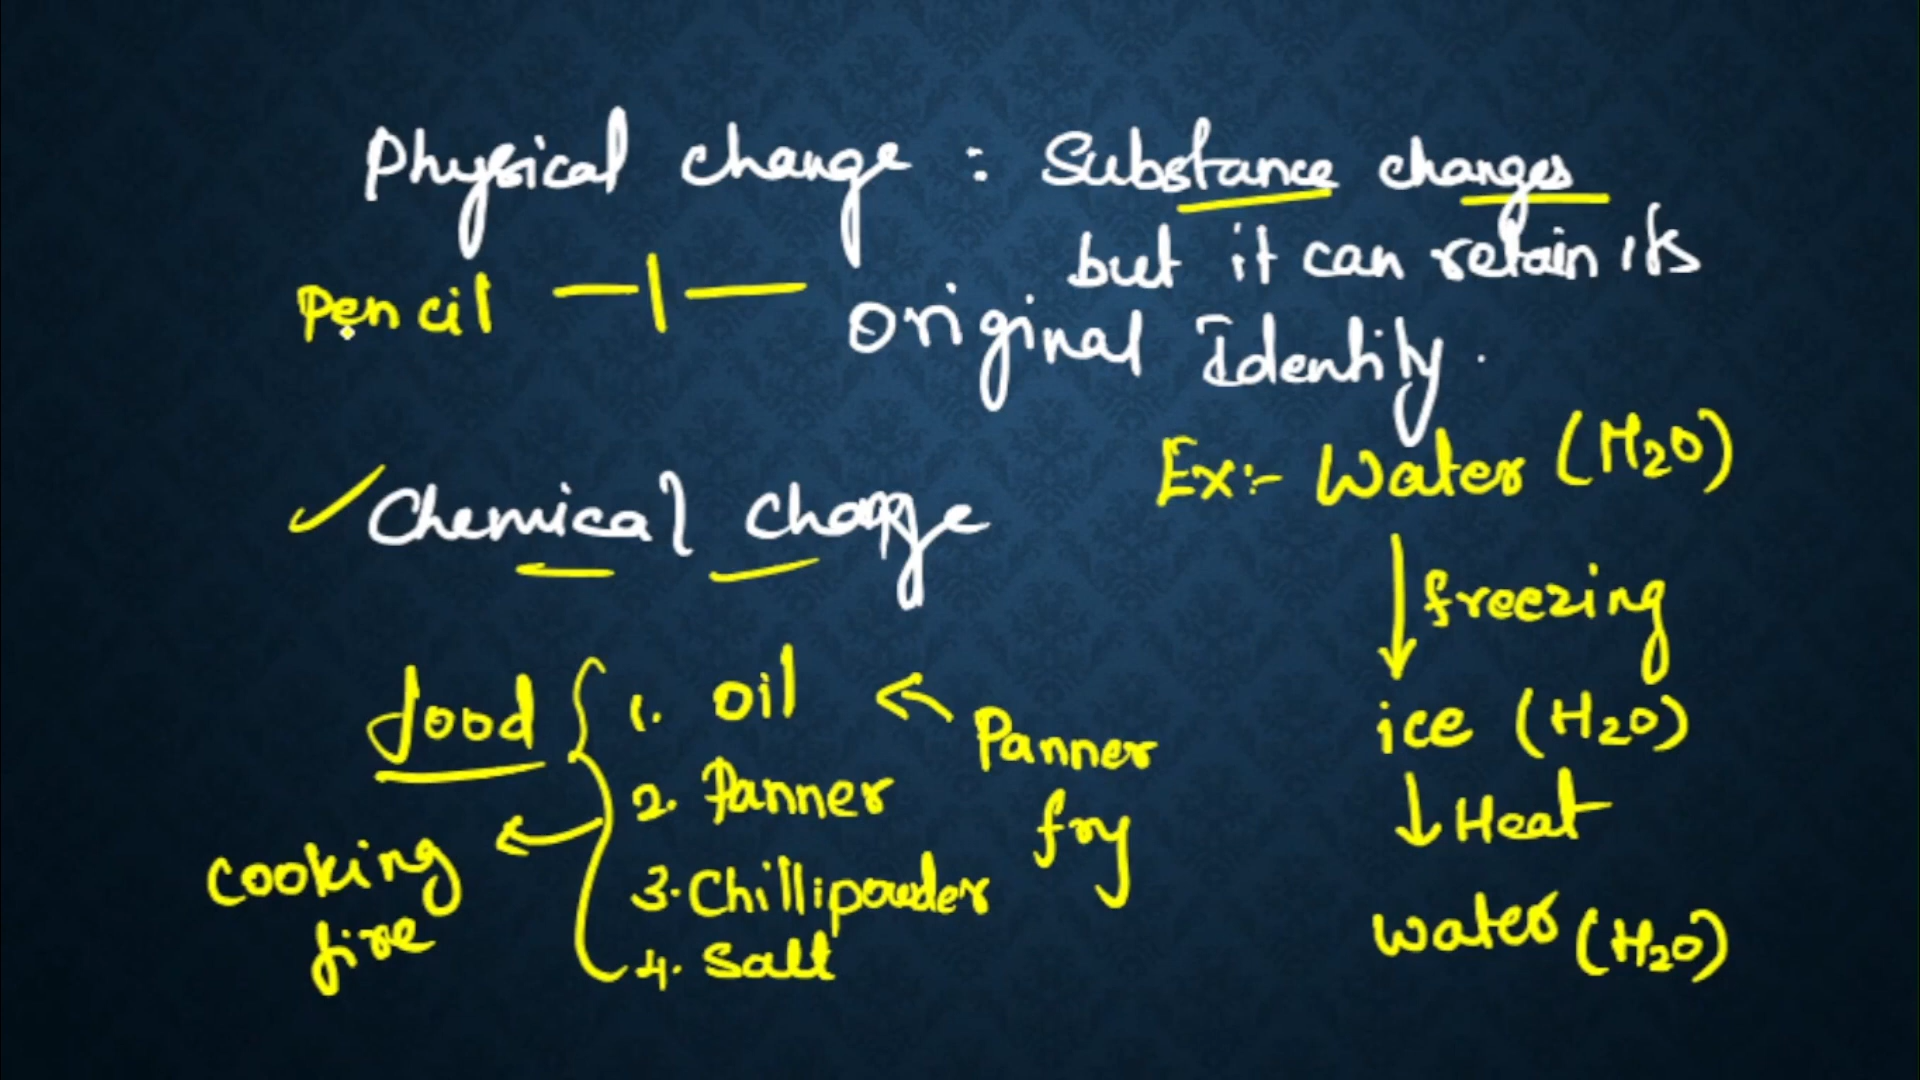 Physical change : Substance changes
but it can retain its
Original Identity.
Pencil
Ex:- Water (H2O)
freezing
ice (H2O)
Heat
water (H2O)
Chemical change
food
1. oil
2. Panner
3. Chillipowder
4. Salt
Panner
fry
cooking
fire